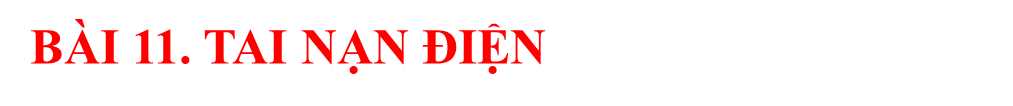 BÀI 11. TAI NẠN ĐIỆN